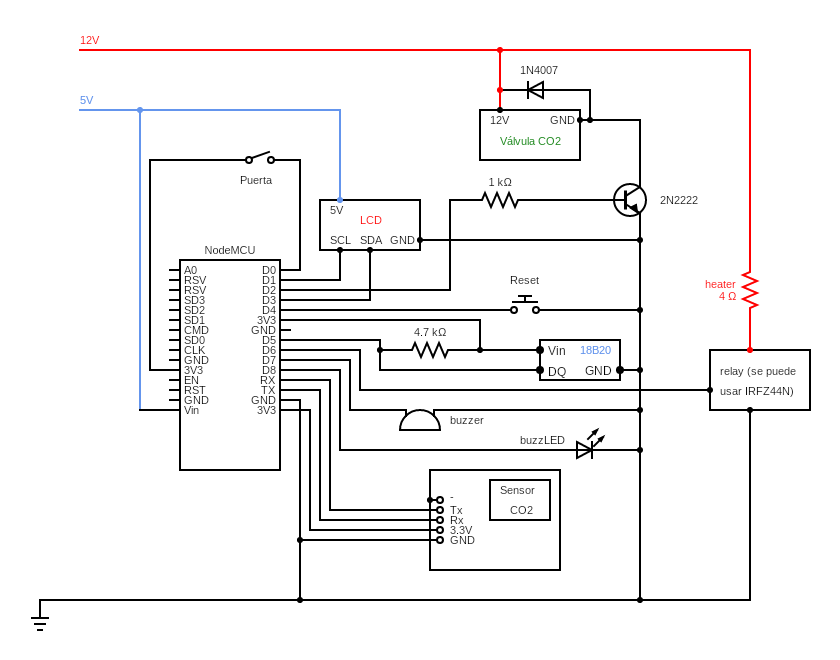 12V
1N4007
5V
12V
GND
Válvula CO2
Puerta
1 kΩ
2N2222
5V
LCD
SCL
SDA
GND
NodeMCU
A0
RSV
RSV
SD3
SD2
SD1
CMD
SD0
CLK
GND
3V3
EN
RST
GND
Vin
D0
D1
D2
D3
D4
3V3
GND
D5
D6
D7
D8
RX
TX
GND
3V3
Reset
heater
4 Ω
4.7 kΩ
Vin
18B20
DQ
GND
relay (se puede
usar IRFZ44N)
buzzer
buzzLED
-
Tx
Rx
3.3V
GND
Sensor
CO2